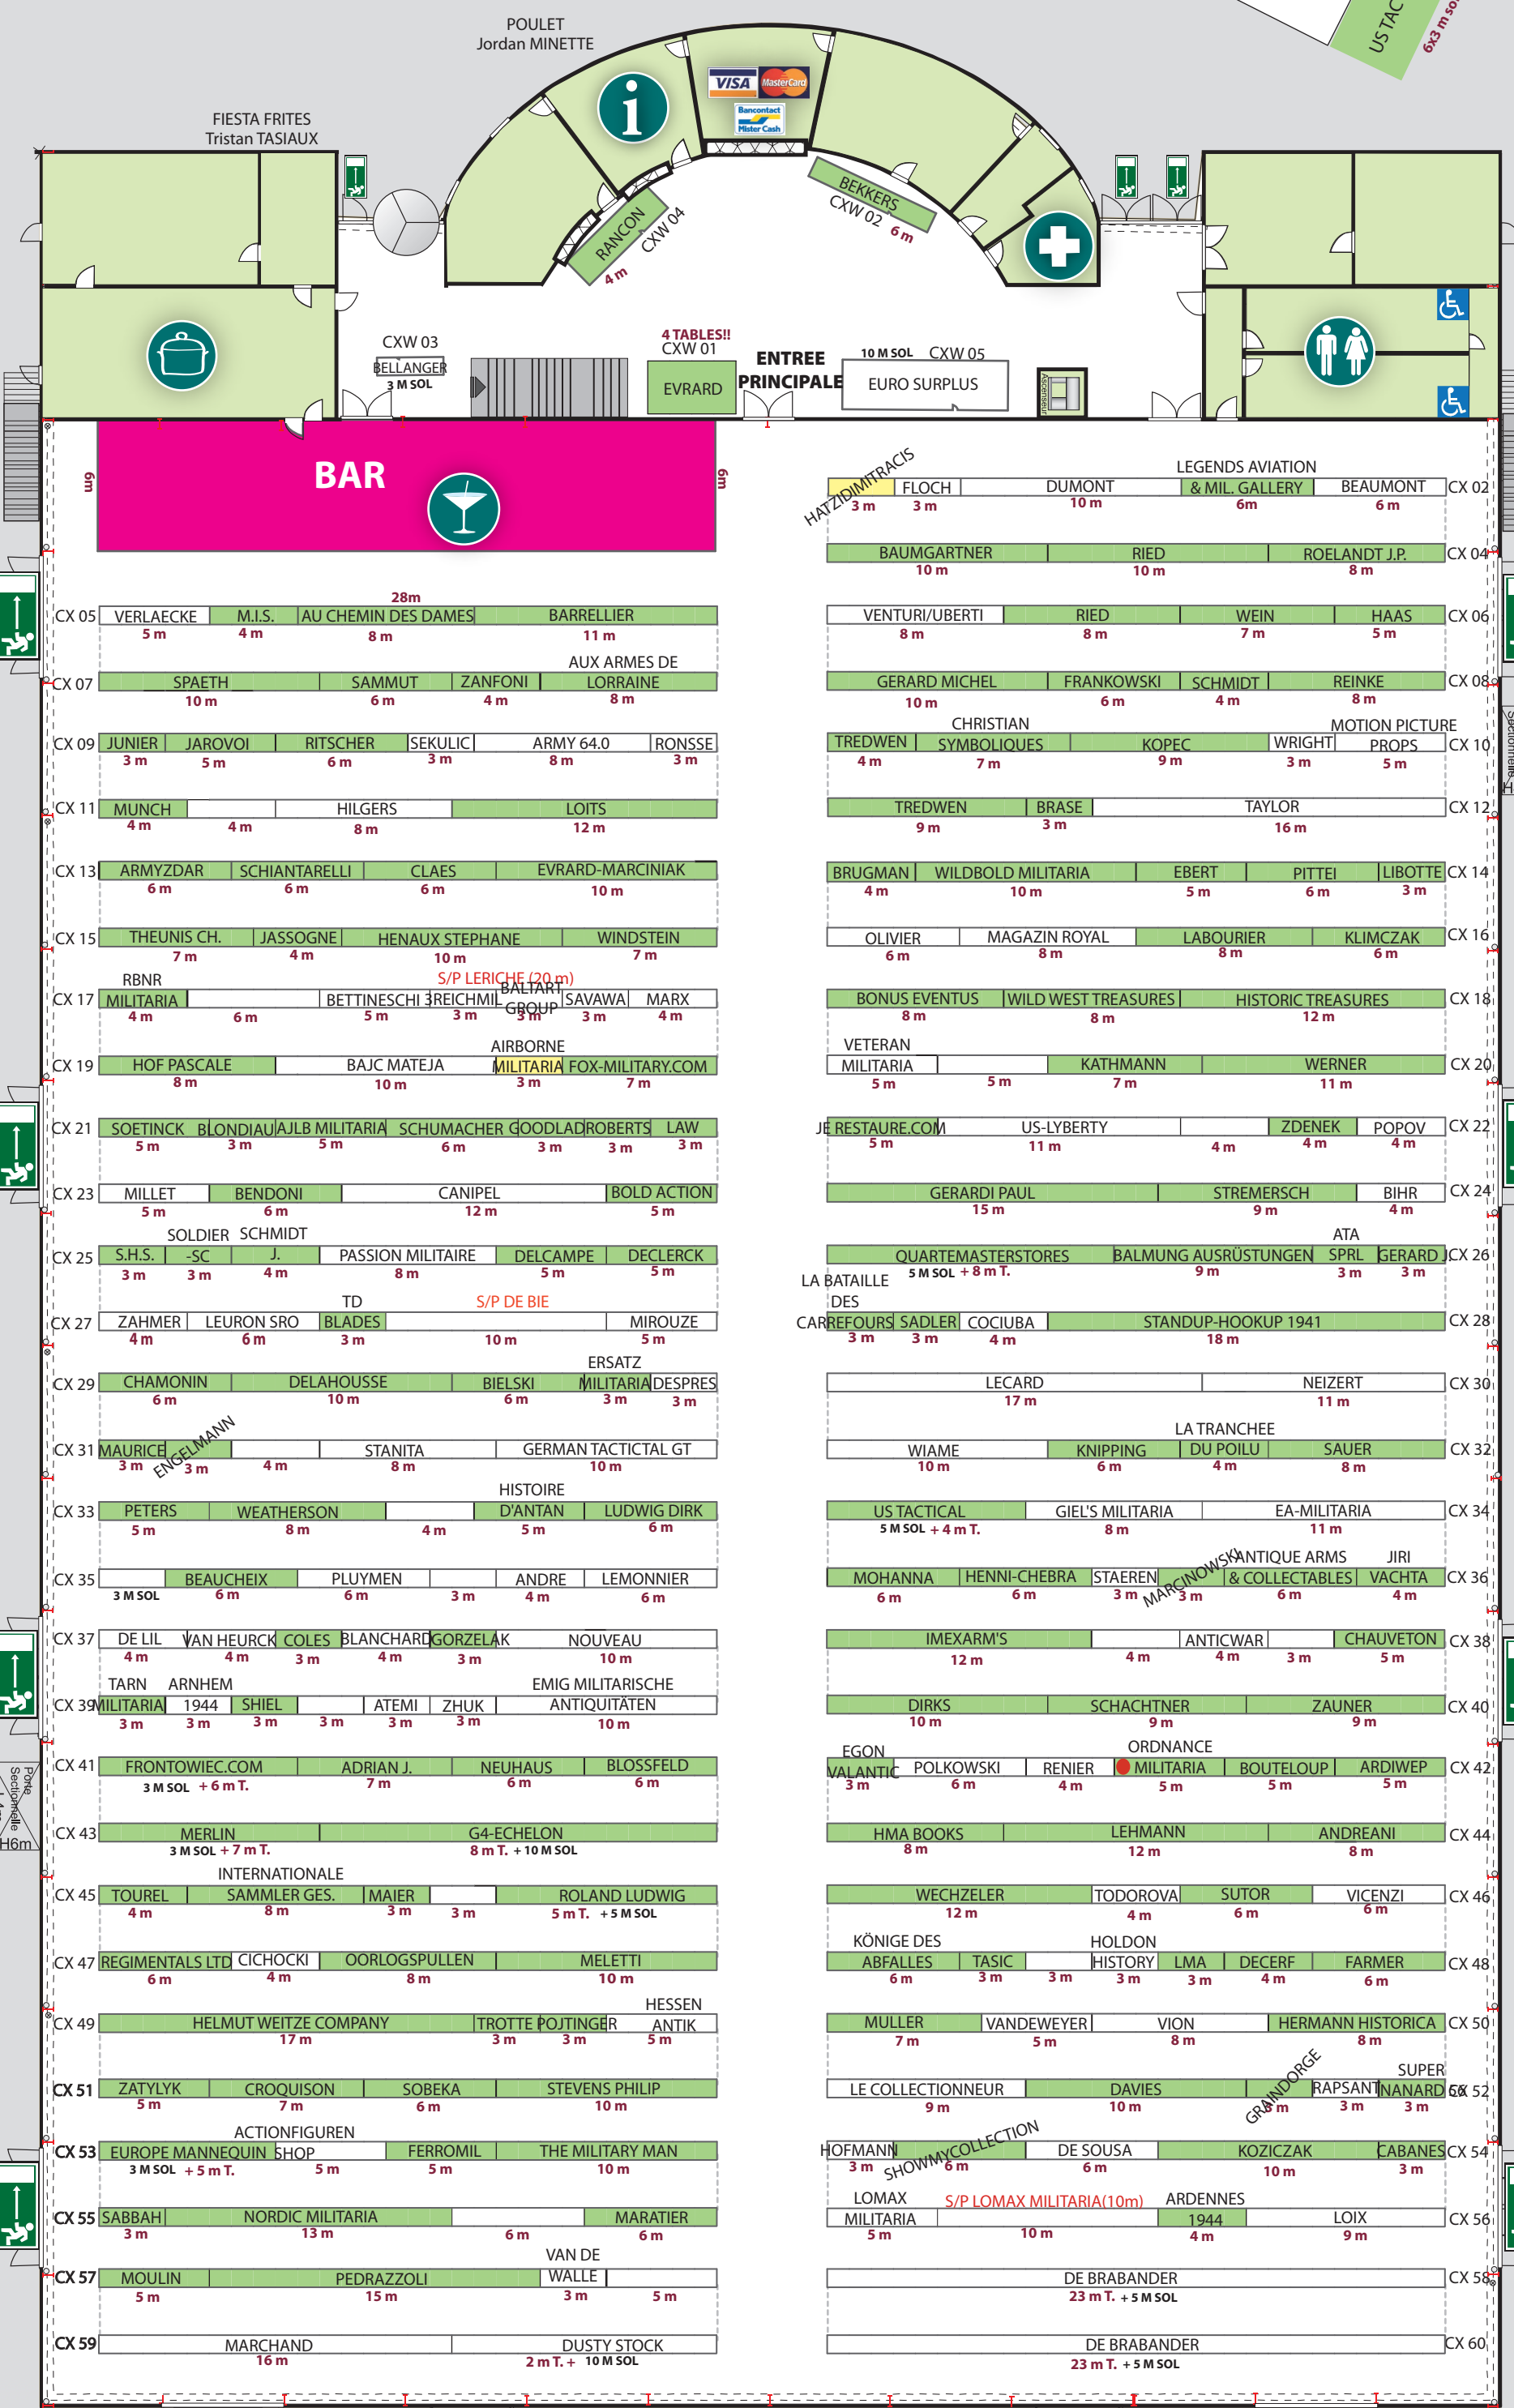 US TAC
6x3 m so
POULET
Jordan MINETTE
FIESTA FRITES
Tristan TASIAUX
i
VISA MasterCard
Bancontact
Mister Cash
RANCON
CXW 04
4 m
BEKKERS
CXW 02
6 m
CXW 03
BELLANGER
3 M SOL
4 TABLES!!
CXW 01
EVRARD
ENTREE
PRINCIPALE
10 M SOL CXW 05
EURO SURPLUS
Ascenseur
BAR
6m 6m
LEGENDS AVIATION
HATZIDIMITRACIS FLOCH DUMONT & MIL. GALLERY BEAUMONT CX 02
3 m 3 m 10 m 6m 6 m
BAUMGARTNER RIED ROELANDT J.P. CX 04
10 m 10 m 8 m
28m
CX 05 VERLAECKE M.I.S. AU CHEMIN DES DAMES BARRELLIER
5 m 4 m 8 m 11 m
VENTURI/UBERTI RIED WEIN HAAS CX 06
8 m 8 m 7 m 5 m
AUX ARMES DE
CX 07 SPAETH SAMMUT ZANFONI LORRAINE
10 m 6 m 4 m 8 m
GERARD MICHEL FRANKOWSKI SCHMIDT REINKE CX 08
10 m 6 m 4 m 8 m
CX 09 JUNIER JAROVOI RITSCHER SEKULIC ARMY 64.0 RONSSE
3 m 5 m 6 m 3 m 8 m 3 m
CHRISTIAN MOTION PICTURE
TREDWEN SYMBOLIQUES KOPEC WRIGHT PROPS CX 10
4 m 7 m 9 m 3 m 5 m
CX 11 MUNCH HILGERS LOITS
4 m 4 m 8 m 12 m
TREDWEN BRASE TAYLOR CX 12
9 m 3 m 16 m
CX 13 ARMYZDAR SCHIANTARELLI CLAES EVRARD-MARCINIAK
6 m 6 m 6 m 10 m
BRUGMAN WILDBOLD MILITARIA EBERT PITTEI LIBOTTE CX 14
4 m 10 m 5 m 6 m 3 m
CX 15 THEUNIS CH. JASSOGNE HENAUX STEPHANE WINDSTEIN
7 m 4 m 10 m 7 m
OLIVIER MAGAZIN ROYAL LABOURIER KLIMCZAK CX 16
6 m 8 m 8 m 6 m
RBNR S/P LERICHE (20 m)
BALTART
CX 17 MILITARIA BETTINESCHI 3REICHMIL GROUP SAVAWA MARX
4 m 6 m 5 m 3 m 3 m 3 m 4 m
BONUS EVENTUS WILD WEST TREASURES HISTORIC TREASURES CX 18
8 m 8 m 12 m
AIRBORNE
CX 19 HOF PASCALE BAJC MATEJA MILITARIA FOX-MILITARY.COM
8 m 10 m 3 m 7 m
VETERAN
MILITARIA KATHMANN WERNER CX 20
5 m 5 m 7 m 11 m
CX 21 SOETINCK BLONDIAU AJLB MILITARIA SCHUMACHER GOODLAD ROBERTS LAW
5 m 3 m 5 m 6 m 3 m 3 m 3 m
JE RESTAURE.COM US-LYBERTY ZDENEK POPOV CX 22
5 m 11 m 4 m 4 m 4 m
CX 23 MILLET BENDONI CANIPEL BOLD ACTION
5 m 6 m 12 m 5 m
GERARDI PAUL STREMERSCH BIHR CX 24
15 m 9 m 4 m
SOLDIER SCHMIDT
CX 25 S.H.S. -SC J. PASSION MILITAIRE DELCAMPE DECLERCK
3 m 3 m 4 m 8 m 5 m 5 m
ATA
QUARTEMASTERSTORES BALMUNG AUSRÜSTUNGEN SPRL GERARD J. CX 26
5 M SOL + 8 m T. 9 m 3 m 3 m
TD S/P DE BIE
CX 27 ZAHMER LEURON SRO BLADES MIROUZE
4 m 6 m 3 m 10 m 5 m
LA BATAILLE
DES
CARREFOURS SADLER COCIUBA STANDUP-HOOKUP 1941 CX 28
3 m 3 m 4 m 18 m
ERSATZ
CX 29 CHAMONIN DELAHOUSSE BIELSKI MILITARIA DESPRES
6 m 10 m 6 m 3 m 3 m
LECARD NEIZERT CX 30
17 m 11 m
CX 31 MAURICE ENGELMANN STANITA GERMAN TACTICTAL GT
3 m 3 m 4 m 8 m 10 m
LA TRANCHEE
WIAME KNIPPING DU POILU SAUER CX 32
10 m 6 m 4 m 8 m
HISTOIRE
CX 33 PETERS WEATHERSON D'ANTAN LUDWIG DIRK
5 m 8 m 4 m 5 m 6 m
US TACTICAL GIEL'S MILITARIA EA-MILITARIA CX 34
5 M SOL + 4 m T. 8 m 11 m
CX 35 BEAUCHEIX PLUYMEN ANDRE LEMONNIER
3 M SOL 6 m 6 m 3 m 4 m 6 m
ANTIQUE ARMS JIRI
MOHANNA HENNI-CHEBRA STAEREN MARCINOWSKI & COLLECTABLES VACHTA CX 36
6 m 6 m 3 m 3 m 6 m 4 m
CX 37 DE LIL VAN HEURCK COLES BLANCHARD GORZELAK NOUVEAU
4 m 4 m 3 m 4 m 3 m 10 m
IMEXARM'S ANTICWAR CHAUVETON CX 38
12 m 4 m 4 m 3 m 5 m
TARN ARNHEM EMIG MILITARISCHE
CX 39 MILITARIA 1944 SHIEL ATEMI ZHUK ANTIQUITÄTEN
3 m 3 m 3 m 3 m 3 m 3 m 10 m
DIRKS SCHACHTNER ZAUNER CX 40
10 m 9 m 9 m
CX 41 FRONTOWIEC.COM ADRIAN J. NEUHAUS BLOSSFELD
3 M SOL + 6 m T. 7 m 6 m 6 m
EGON ORDNANCE
VALANTIC POLKOWSKI RENIER MILITARIA BOUTELOUP ARDIWEP CX 42
3 m 6 m 4 m 5 m 5 m 5 m
Porte
Sectionnelle
H6m
CX 43 MERLIN G4-ECHELON
3 M SOL + 7 m T. 8 m T. + 10 M SOL
HMA BOOKS LEHMANN ANDREANI CX 44
8 m 12 m 8 m
INTERNATIONALE
CX 45 TOUREL SAMMLER GES. MAIER ROLAND LUDWIG
4 m 8 m 3 m 3 m 5 m T. + 5 M SOL
WECHZELER TODOROVA SUTOR VICENZI CX 46
12 m 4 m 6 m 6 m
CX 47 REGIMENTALS LTD CICHOCKI OORLOGSPULLEN MELETTI
6 m 4 m 8 m 10 m
KÖNIGE DES HOLDON
ABFALLES TASIC HISTORY LMA DECERF FARMER CX 48
6 m 3 m 3 m 3 m 3 m 4 m 6 m
HESSEN
CX 49 HELMUT WEITZE COMPANY TROTTE POJTINGER ANTIK
17 m 3 m 3 m 5 m
MULLER VANDEWEYER VION HERMANN HISTORICA CX 50
7 m 5 m 8 m 8 m
CX 51 ZATYLYK CROQUISON SOBEKA STEVENS PHILIP
5 m 7 m 6 m 10 m
SUPER
LE COLLECTIONNEUR DAVIES GRAINDORGE RAPSANT NANARD CX 52
9 m 10 m 3 m 3 m 3 m
ACTIONFIGUREN
CX 53 EUROPE MANNEQUIN SHOP FERROMIL THE MILITARY MAN
3 M SOL + 5 m T. 5 m 5 m 10 m
HOFMANN SHOWMYCOLLECTION DE SOUSA KOZICZAK CABANES CX 54
3 m 6 m 6 m 10 m 3 m
CX 55 SABBAH NORDIC MILITARIA MARATIER
3 m 13 m 6 m 6 m
LOMAX S/P LOMAX MILITARIA(10m) ARDENNES
MILITARIA 1944 LOIX CX 56
5 m 10 m 4 m 9 m
VAN DE
CX 57 MOULIN PEDRAZZOLI WALLE
5 m 15 m 3 m 5 m
DE BRABANDER CX 58
23 m T. + 5 M SOL
CX 59 MARCHAND DUSTY STOCK
16 m 2 m T. + 10 M SOL
DE BRABANDER CX 60
23 m T. + 5 M SOL